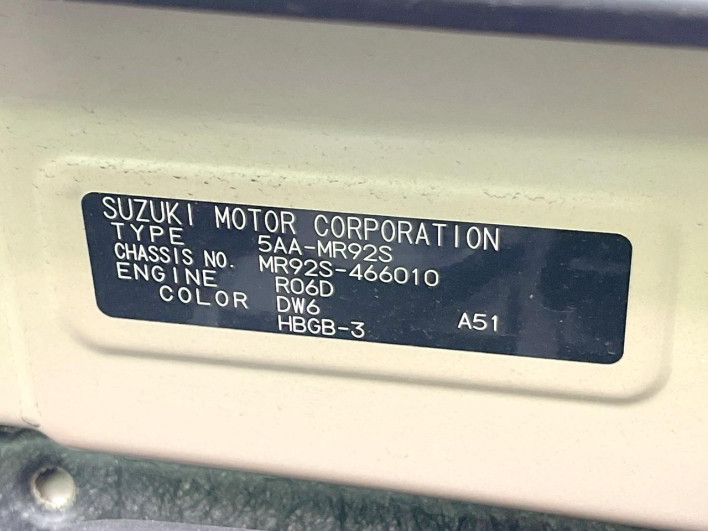 SUZUKI MOTOR CORPORATION
TYPE 5AA-MR92S
CHASSIS NO. MR92S-466010
ENGINE R06D
COLOR DW6
HBGB-3 A51